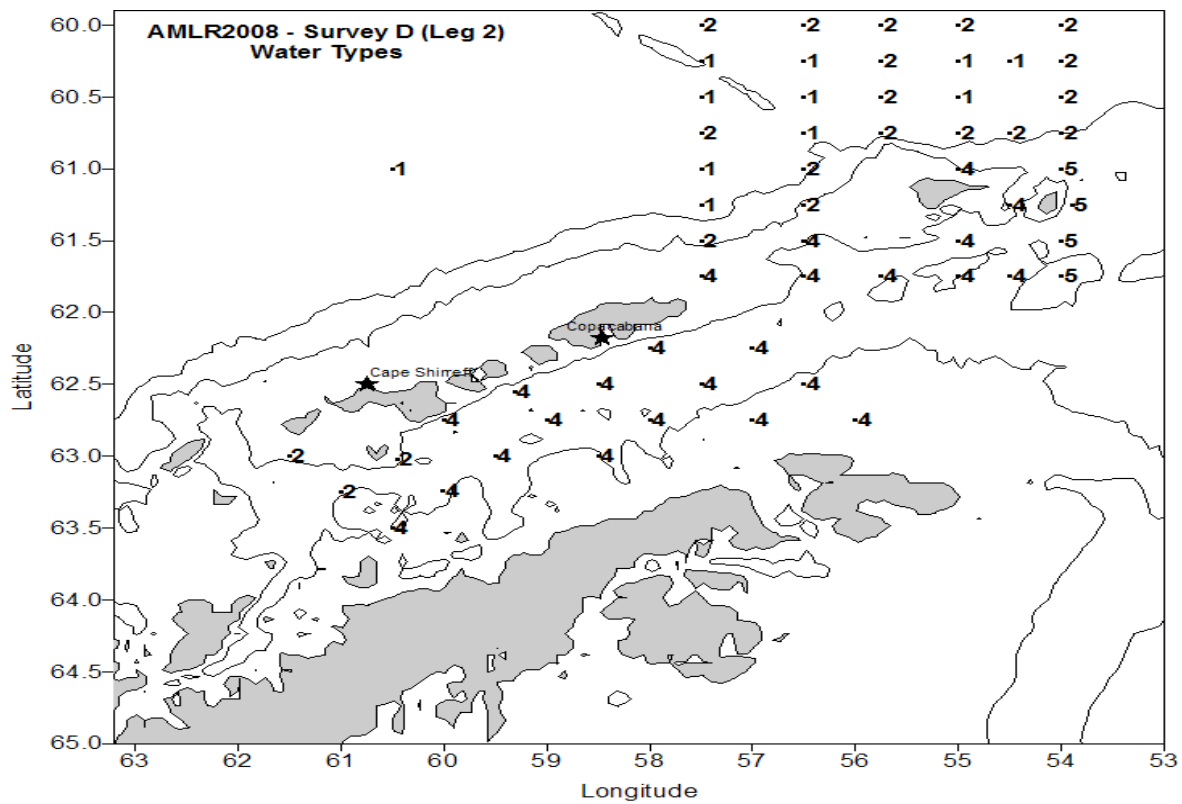 AMLR2008 - Survey D (Leg 2)
Water Types
60.0 2 2 2 2 2
1 1 2 1 1 2
60.5 1 1 2 1 2
2 1 2 2 2 2
61.0 1 1 2 4 5
1 2 4 5
61.5 2 4 4 5
4 4 4 4 4 5
62.0
Copacabana
4 4
Cape Shirreff
62.5 4 4 4
4
4 4 4 4 4
63.0 2 2 4 4
2 4
63.5 4
64.0
64.5
65.0
63 62 61 60 59 58 57 56 55 54 53
Latitude
Longitude